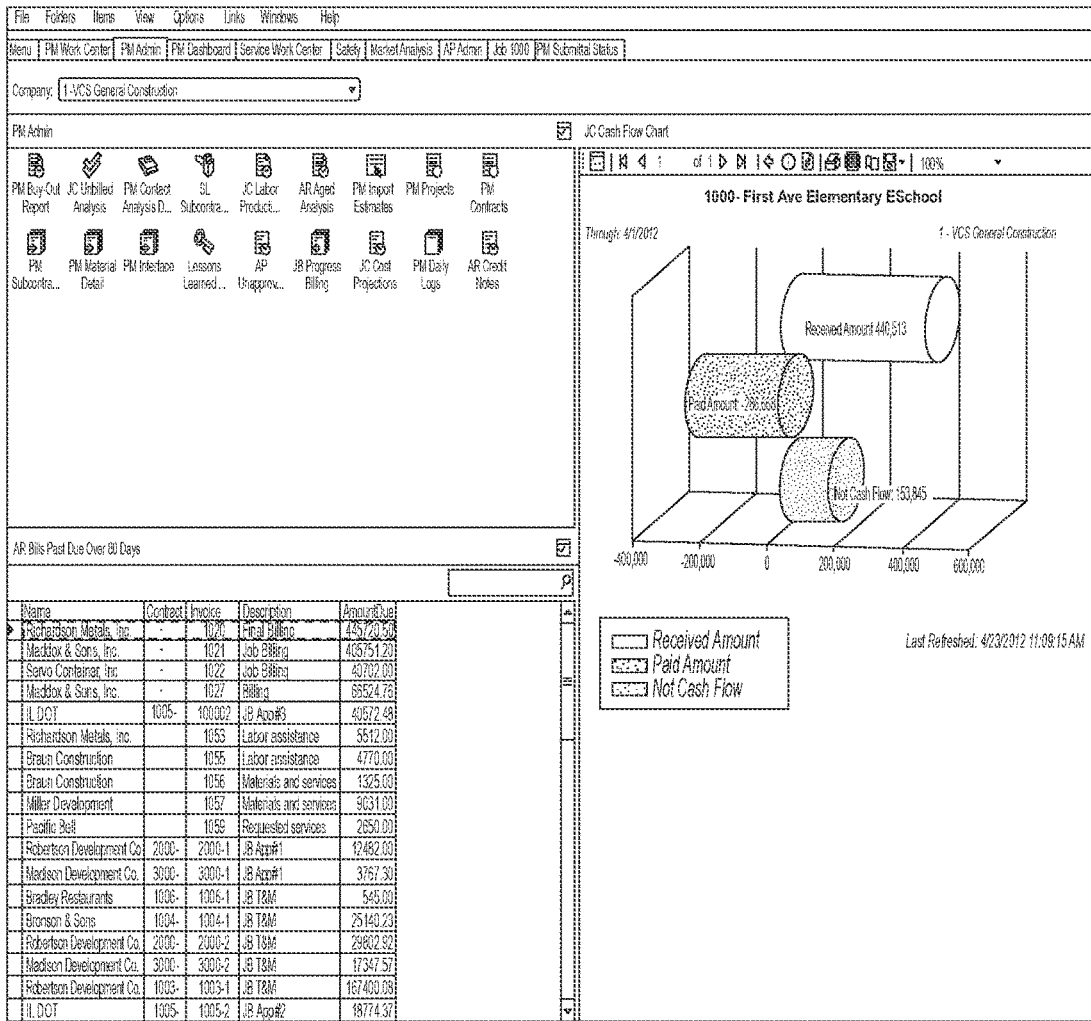 File Folders Items View Options Links Windows Help
Menu PM Work Center PM Admin PM Dashboard Service Work Center Safety Market Analysis AP Admin Job 1000 PM Submittal Status
Company: 1-VCS General Construction
PM Admin
PM Buy-Out Report
JC Unbilled Analysis
PM Contact Analysis D...
SL Subcontra...
JC Labor Producti...
AR Aged Analysis
PM Import Estimates
PM Projects
PM Contracts
PM Subcontra...
PM Material Detail
PM Interface
Lessons Learned...
AP Unapprov...
JB Progress Billing
JC Cost Projections
PM Daily Logs
AR Credit Notes
JC Cash Flow Chart
1 of 1 100%
1000- First Ave Elementary ESchool
Through: 4/1/2012
1 - VCS General Construction
Received Amount 440,513
Paid Amount: -286,668
Not Cash Flow: 153,845
-400,000 -200,000 0 200,000 400,000 600,000
Received Amount
Paid Amount
Not Cash Flow
Last Refreshed: 4/23/2012 11:09:15 AM
AR Bills Past Due Over 60 Days
Name Contract Invoice Description AmountDue
Richardson Metals, Inc. - 1020 Final Billing 445720.50
Maddox & Sons, Inc. - 1021 Job Billing 405751.20
Servo Container, Inc - 1022 Job Billing 40702.00
Maddox & Sons, Inc. - 1027 Billing 66524.76
IL DOT 1005- 100002 JB App#3 40572.48
Richardson Metals, Inc. 1053 Labor assistance 5512.00
Braun Construction 1055 Labor assistance 4770.00
Braun Construction 1056 Materials and services 1325.00
Miller Development 1057 Materials and services 9031.00
Pacific Bell 1059 Requested services 2650.00
Robertson Development Co. 2000- 2000-1 JB App#1 12482.00
Madison Development Co. 3000- 3000-1 JB App#1 3767.30
Bradley Restaurants 1006- 1006-1 JB T&M 545.00
Bronson & Sons 1004- 1004-1 JB T&M 25140.23
Robertson Development Co. 2000- 2000-2 JB T&M 29802.92
Madison Development Co. 3000- 3000-2 JB T&M 17347.57
Robertson Development Co. 1003- 1003-1 JB T&M 167400.08
IL DOT 1005- 1005-2 JB App#2 18774.37